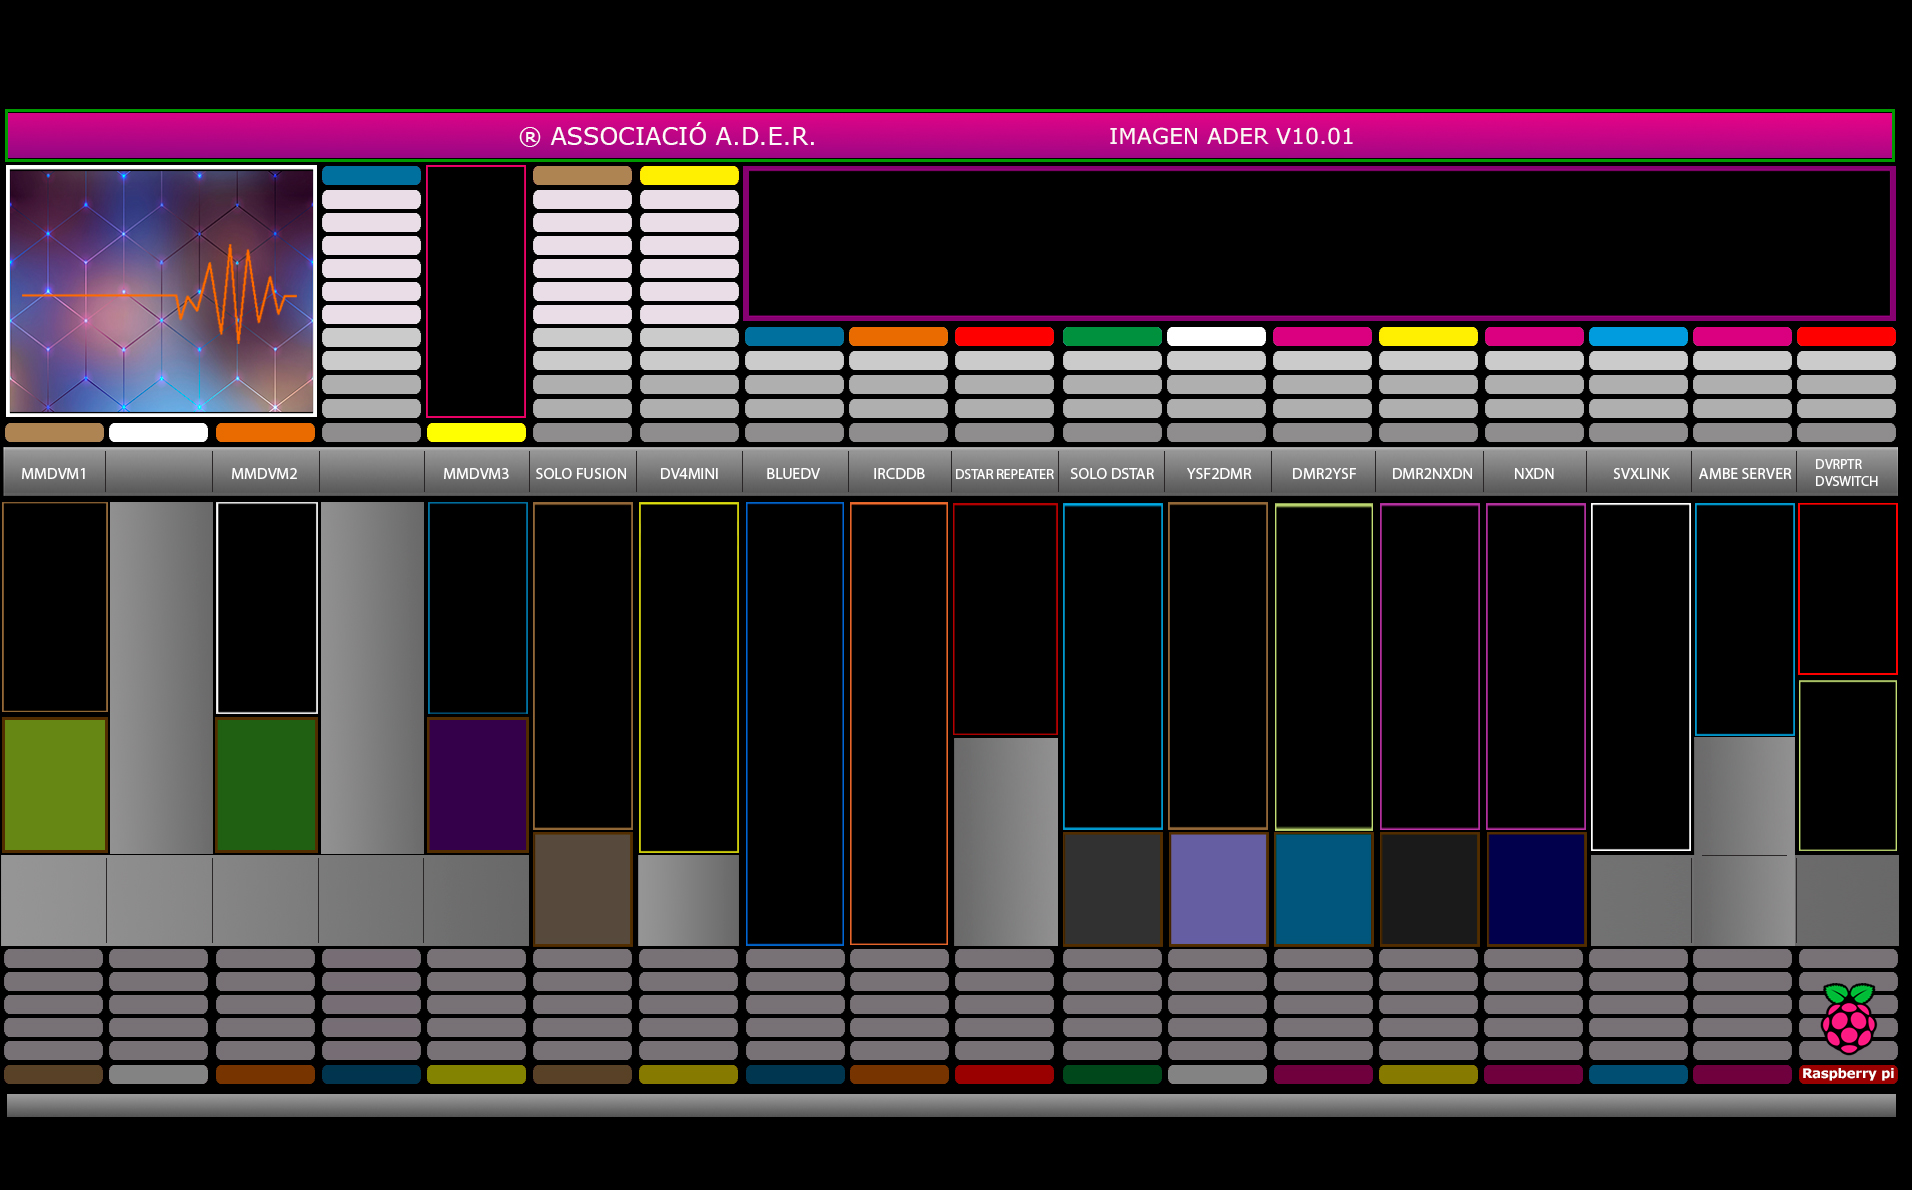 ® ASSOCIACIÓ A.D.E.R.
IMAGEN ADER V10.01
MMDVM1
MMDVM2
MMDVM3
SOLO FUSION
DV4MINI
BLUEDV
IRCDDB
DSTAR REPEATER
SOLO DSTAR
YSF2DMR
DMR2YSF
DMR2NXDN
NXDN
SVXLINK
AMBE SERVER
DVRPTR
DVSWITCH
Raspberry pi